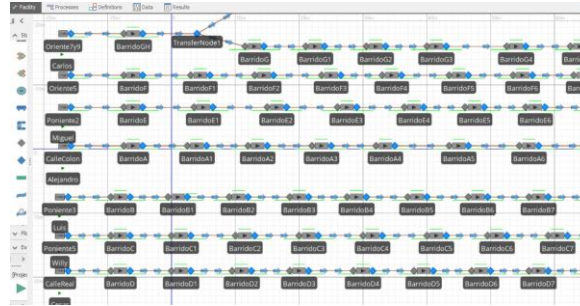 Facility Processes Definitions Data Results
Oriente7y9 BarridoGH TransferNode1
BarridoG BarridoG1 BarridoG2 BarridoG3 BarridoG4
Carlos
Oriente5 BarridoF BarridoF1 BarridoF2 BarridoF3 BarridoF4 BarridoF5 BarridoF6
Poniente2 BarridoE BarridoE1 BarridoE2 BarridoE3 BarridoE4 BarridoE5 BarridoE6
Miguel
CalleColon BarridoA BarridoA1 BarridoA2 BarridoA3 BarridoA4 BarridoA5 BarridoA6
Alejandro
Poniente3 BarridoB BarridoB1 BarridoB2 BarridoB3 BarridoB4 BarridoB5 BarridoB6 BarridoB7
Luis
Poniente5 BarridoC BarridoC1 BarridoC2 BarridoC3 BarridoC4 BarridoC5 BarridoC6 BarridoC7
Willy
CalleReal BarridoD BarridoD1 BarridoD2 BarridoD3 BarridoD4 BarridoD5 BarridoD6 BarridoD7